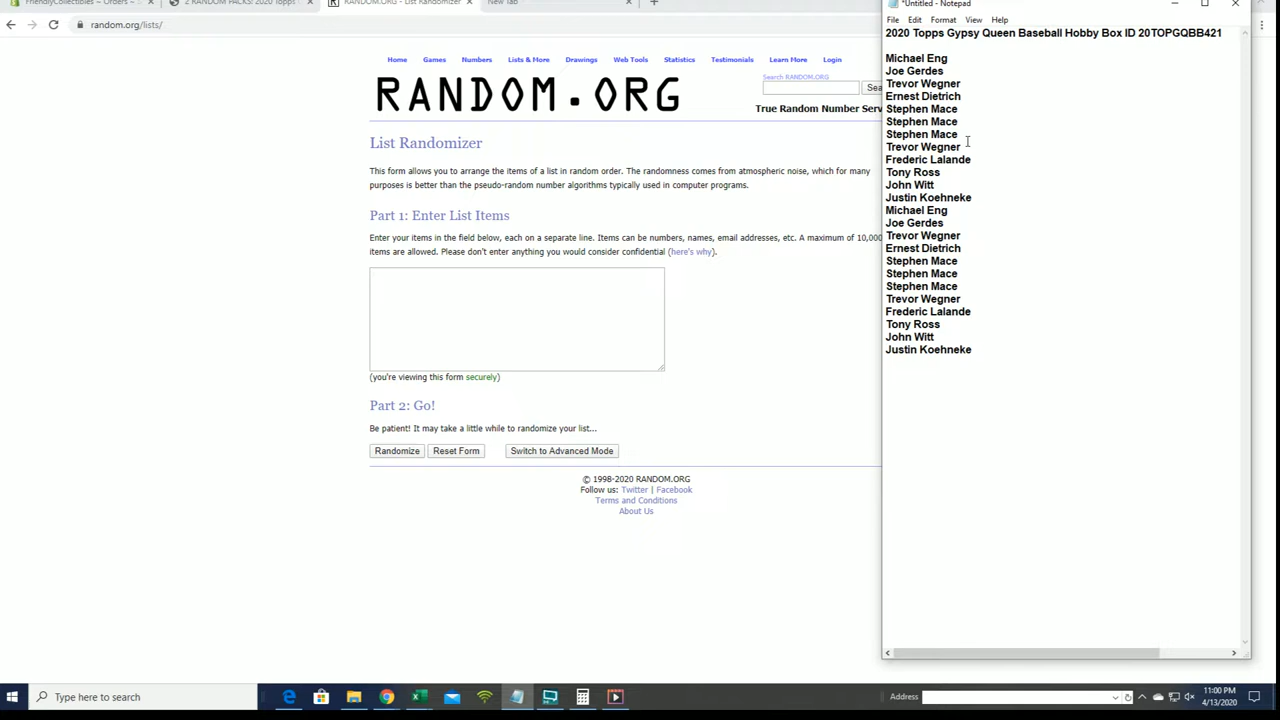 FriendlyCollectibles – Orders –
2 RANDOM PACKS: 2020 Topps
RANDOM.ORG - List Randomizer
New Tab
random.org/lists/
Home Games Numbers Lists & More Drawings Web Tools Statistics Testimonials Learn More Login
Search RANDOM.ORG
RANDOM.ORG
Sea
True Random Number Serv
List Randomizer
This form allows you to arrange the items of a list in random order. The randomness comes from atmospheric noise, which for many
purposes is better than the pseudo-random number algorithms typically used in computer programs.
Part 1: Enter List Items
Enter your items in the field below, each on a separate line. Items can be numbers, names, email addresses, etc. A maximum of 10,000
items are allowed. Please don't enter anything you would consider confidential (here's why).
(you're viewing this form securely)
Part 2: Go!
Be patient! It may take a little while to randomize your list...
Randomize Reset Form Switch to Advanced Mode
© 1998-2020 RANDOM.ORG
Follow us: Twitter | Facebook
Terms and Conditions
About Us
*Untitled - Notepad
File Edit Format View Help
2020 Topps Gypsy Queen Baseball Hobby Box ID 20TOPGQBB421
Michael Eng
Joe Gerdes
Trevor Wegner
Ernest Dietrich
Stephen Mace
Stephen Mace
Stephen Mace
Trevor Wegner
Frederic Lalande
Tony Ross
John Witt
Justin Koehneke
Michael Eng
Joe Gerdes
Trevor Wegner
Ernest Dietrich
Stephen Mace
Stephen Mace
Stephen Mace
Trevor Wegner
Frederic Lalande
Tony Ross
John Witt
Justin Koehneke
Type here to search
Address
11:00 PM
4/13/2020